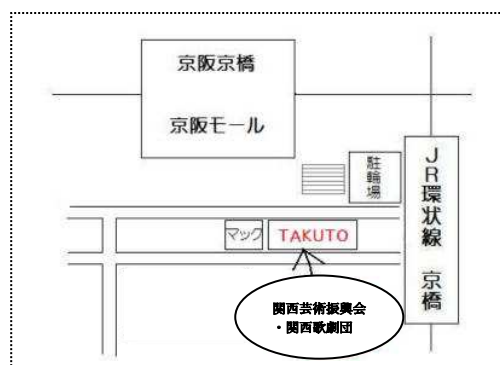 京阪京橋
京阪モール
駐輪場
JR環状線 京橋
マック
TAKUTO
関西芸術振興会
・関西歌劇団